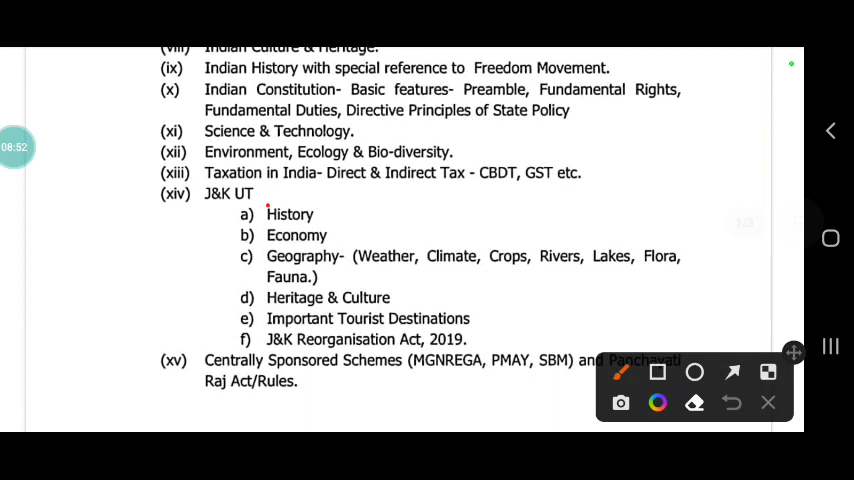 (viii) Indian Culture & Heritage.
(ix) Indian History with special reference to Freedom Movement.
(x) Indian Constitution- Basic features- Preamble, Fundamental Rights,
Fundamental Duties, Directive Principles of State Policy
(xi) Science & Technology.
08:52
(xii) Environment, Ecology & Bio-diversity.
(xiii) Taxation in India- Direct & Indirect Tax - CBDT, GST etc.
(xiv) J&K UT
a) History
1/3
b) Economy
c) Geography- (Weather, Climate, Crops, Rivers, Lakes, Flora,
Fauna.)
d) Heritage & Culture
e) Important Tourist Destinations
f) J&K Reorganisation Act, 2019.
(xv) Centrally Sponsored Schemes (MGNREGA, PMAY, SBM) and Panchayati
Raj Act/Rules.